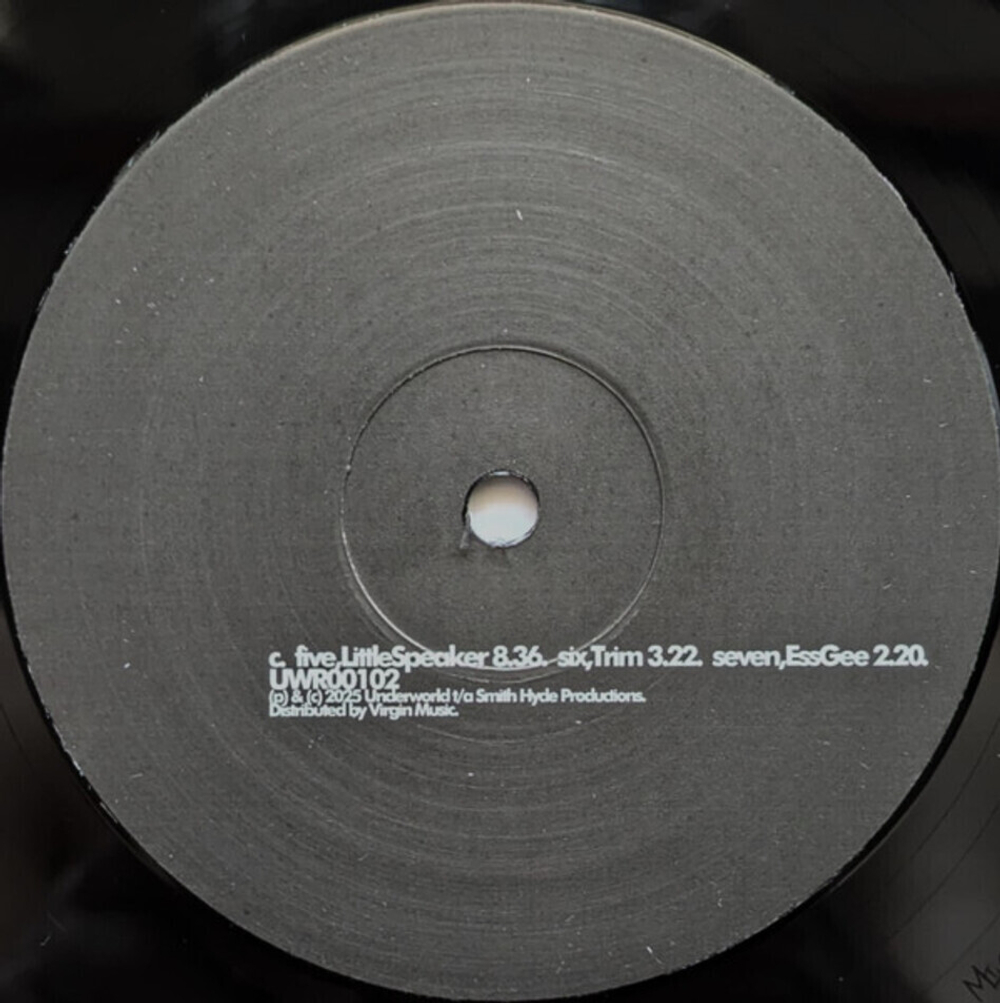 c. five,LittleSpeaker 8.36. six,Trim 3.22. seven,EssGee 2.20.
UWR00102
(p) & (c) 2025 Underworld t/a Smith Hyde Productions.
Distributed by Virgin Music.